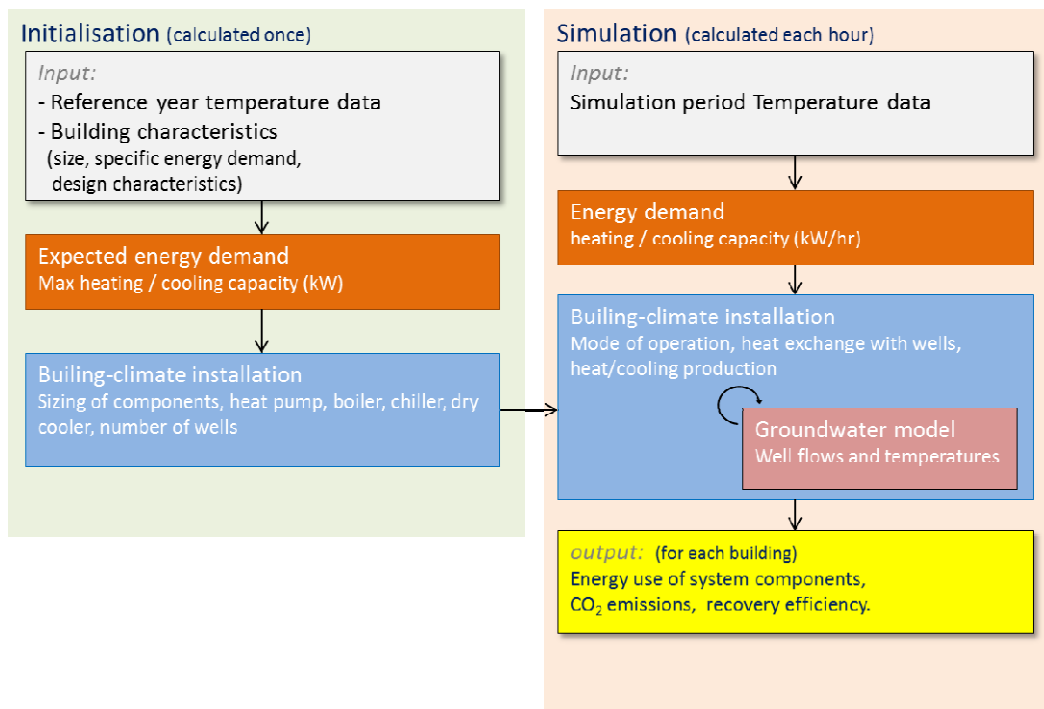 Initialisation (calculated once)
Input:
- Reference year temperature data
- Building characteristics
(size, specific energy demand,
design characteristics)
Expected energy demand
Max heating / cooling capacity (kW)
Builing-climate installation
Sizing of components, heat pump, boiler, chiller, dry
cooler, number of wells
Simulation (calculated each hour)
Input:
Simulation period Temperature data
Energy demand
heating / cooling capacity (kW/hr)
Builing-climate installation
Mode of operation, heat exchange with wells,
heat/cooling production
Groundwater model
Well flows and temperatures
output: (for each building)
Energy use of system components,
CO₂ emissions, recovery efficiency.